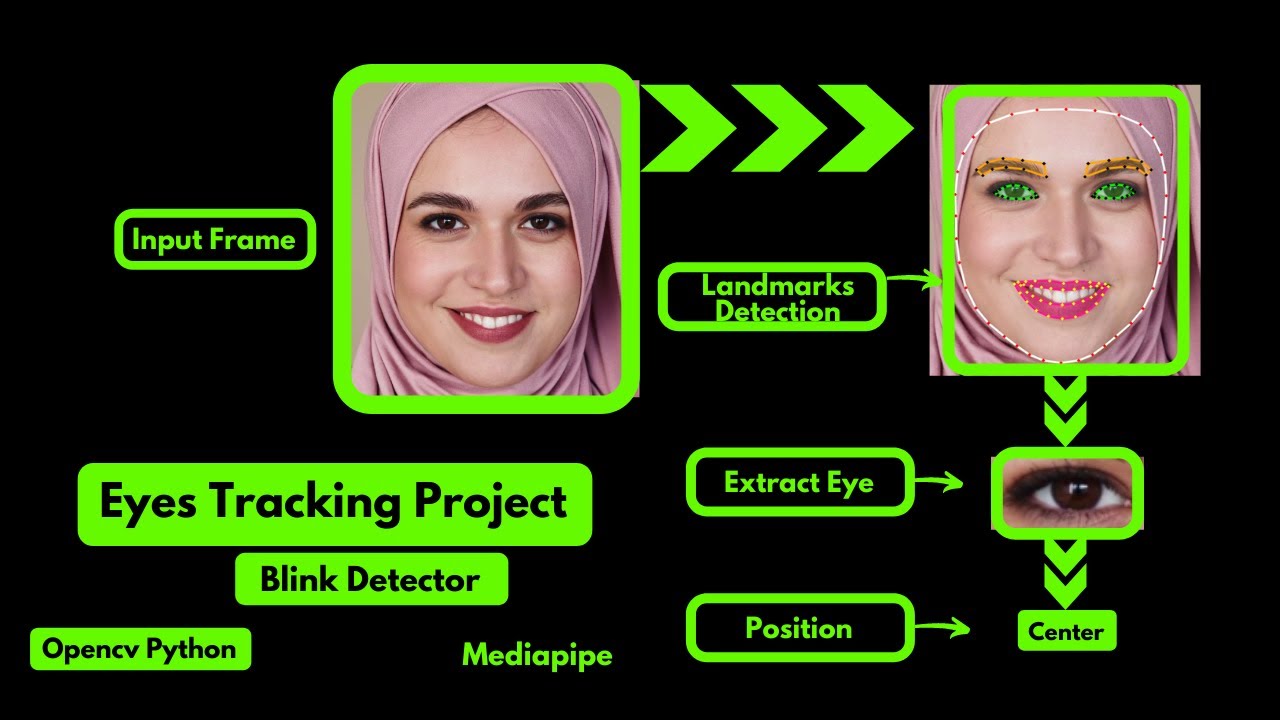 Input Frame
Landmarks
Detection
Eyes Tracking Project
Extract Eye
Blink Detector
Position
Center
Opencv Python
Mediapipe